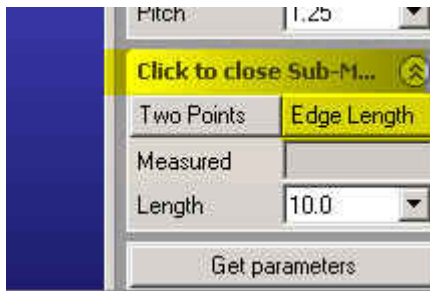 Pitch 1.25
Click to close Sub-M...
Two Points Edge Length
Measured
Length 10.0
Get parameters